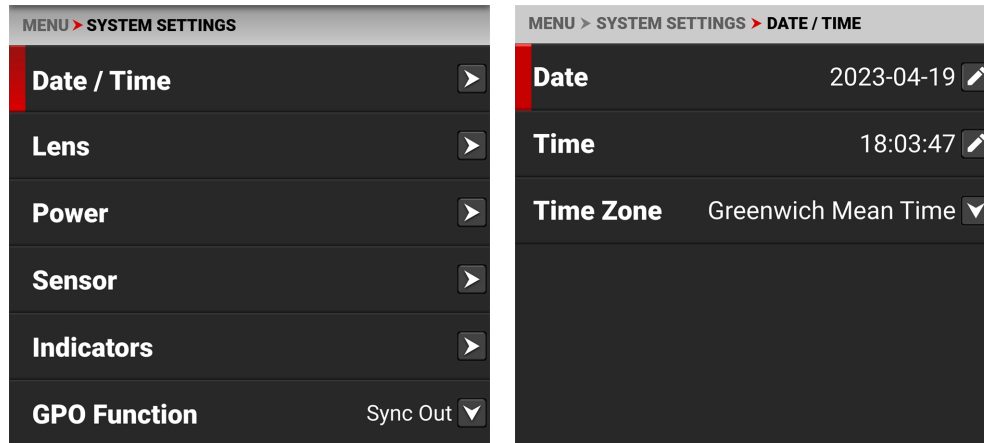 MENU > SYSTEM SETTINGS
Date / Time
Lens
Power
Sensor
Indicators
GPO Function Sync Out
MENU > SYSTEM SETTINGS > DATE / TIME
Date 2023-04-19
Time 18:03:47
Time Zone Greenwich Mean Time